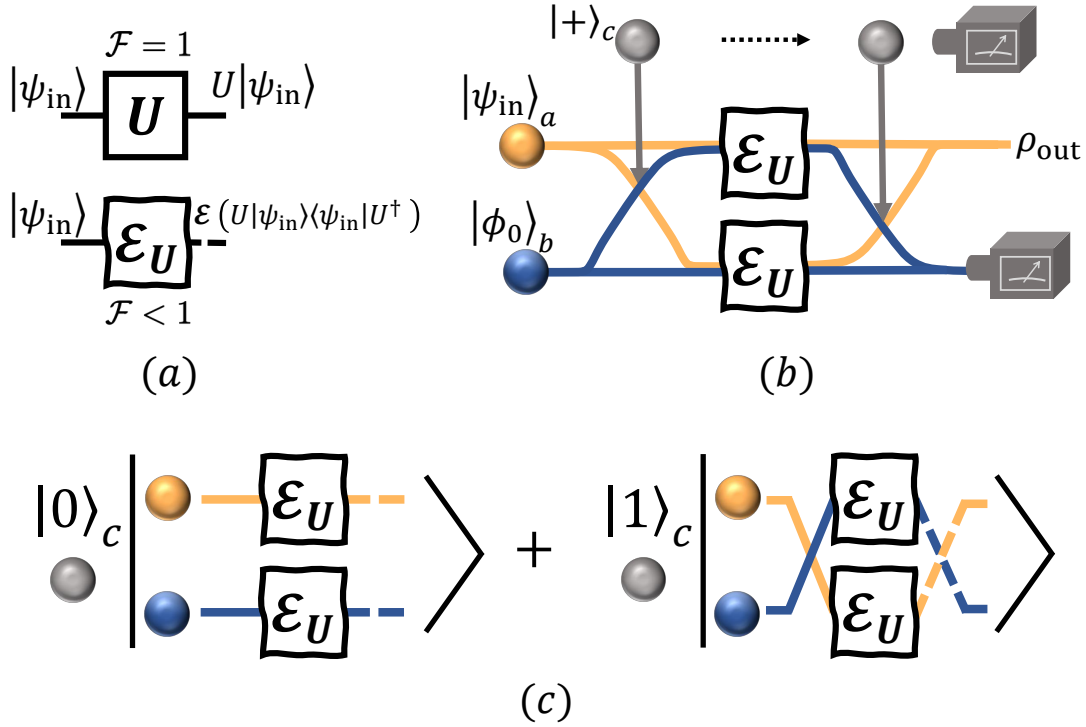 ℱ = 1
|ψ_in⟩ U U|ψ_in⟩
|ψ_in⟩ ℰ_U ℰ(U|ψ_in⟩⟨ψ_in|U†)
ℱ < 1
(a)
|+⟩_c
|ψ_in⟩_a ℰ_U ρ_out
|ϕ_0⟩_b ℰ_U
(b)
|0⟩_c | ℰ_U ⟩ + |1⟩_c | ℰ_U ⟩
ℰ_U ℰ_U
(c)